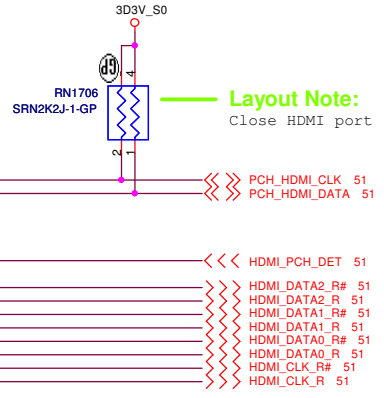 3D3V_S0
GP
4
RN1706
SRN2K2J-1-GP
Layout Note:
Close HDMI port
2
1
PCH_HDMI_CLK 51
PCH_HDMI_DATA 51
HDMI_PCH_DET 51
HDMI_DATA2_R# 51
HDMI_DATA2_R 51
HDMI_DATA1_R# 51
HDMI_DATA1_R 51
HDMI_DATA0_R# 51
HDMI_DATA0_R 51
HDMI_CLK_R# 51
HDMI_CLK_R 51